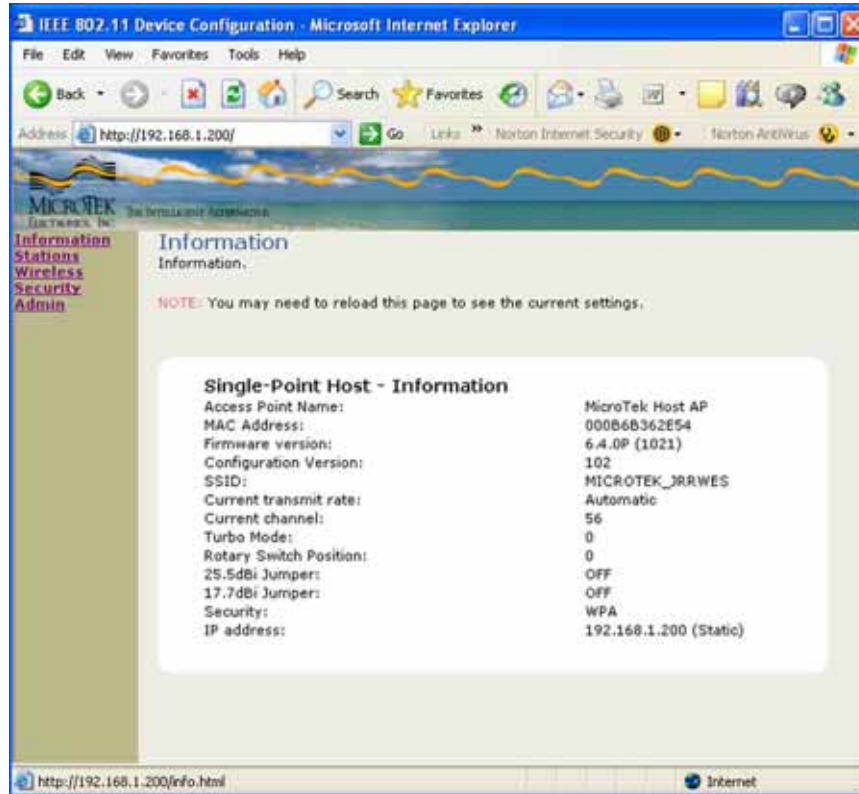 IEEE 802.11 Device Configuration - Microsoft Internet Explorer
File Edit View Favorites Tools Help
Back Search Favorites
Address http://192.168.1.200/ Go Links » Norton Internet Security Norton AntiVirus
MICROTEK
ELECTRONICS, INC.
THE INTELLIGENT ALTERNATIVE
Information
Stations
Wireless
Security
Admin
Information
Information.
NOTE: You may need to reload this page to see the current settings.
Single-Point Host - Information
Access Point Name: MicroTek Host AP
MAC Address: 000B6B362E54
Firmware version: 6.4.0P (1021)
Configuration Version: 102
SSID: MICROTEK_JRRWES
Current transmit rate: Automatic
Current channel: 56
Turbo Mode: 0
Rotary Switch Position: 0
25.5dBi Jumper: OFF
17.7dBi Jumper: OFF
Security: WPA
IP address: 192.168.1.200 (Static)
http://192.168.1.200/info.html Internet